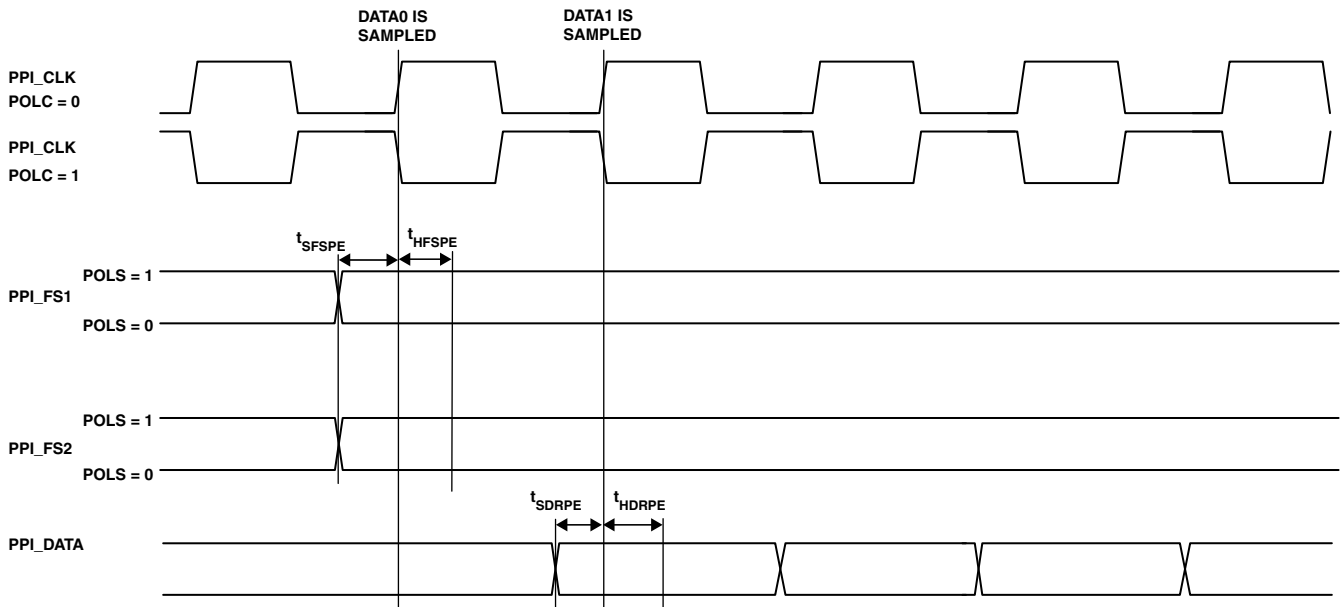 DATA0 IS
SAMPLED
DATA1 IS
SAMPLED
PPI_CLK
POLC = 0
PPI_CLK
POLC = 1
tSFSPE
tHFSPE
POLS = 1
PPI_FS1
POLS = 0
POLS = 1
PPI_FS2
POLS = 0
tSDRPE
tHDRPE
PPI_DATA